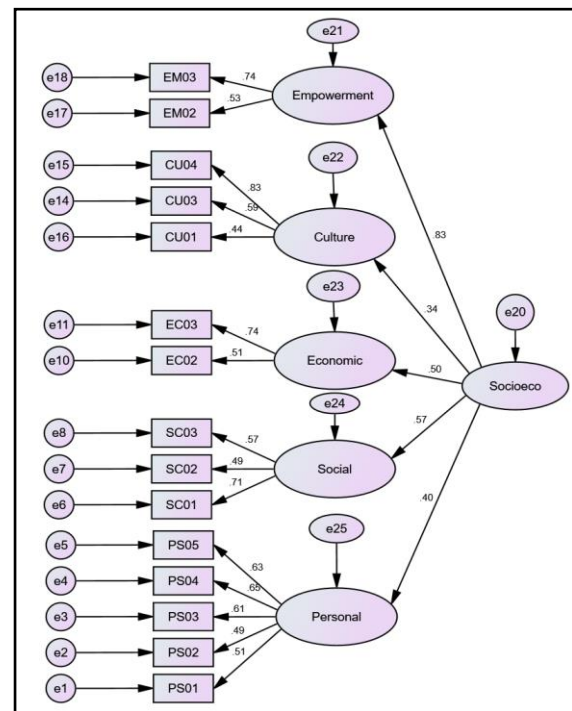 e21
e18 EM03 .74 Empowerment
e17 EM02 .53
e22
e15 CU04 .83
e14 CU03 .59 Culture
e16 CU01 .44
.83
.34
e23
e20
e11 EC03 .74 Economic
e10 EC02 .51
.50 Socioeco
e24
.57
e8 SC03 .57
e7 SC02 .49 Social
e6 SC01 .71
.40
e25
e5 PS05 .63
e4 PS04 .65
e3 PS03 .61 Personal
e2 PS02 .49
e1 PS01 .51